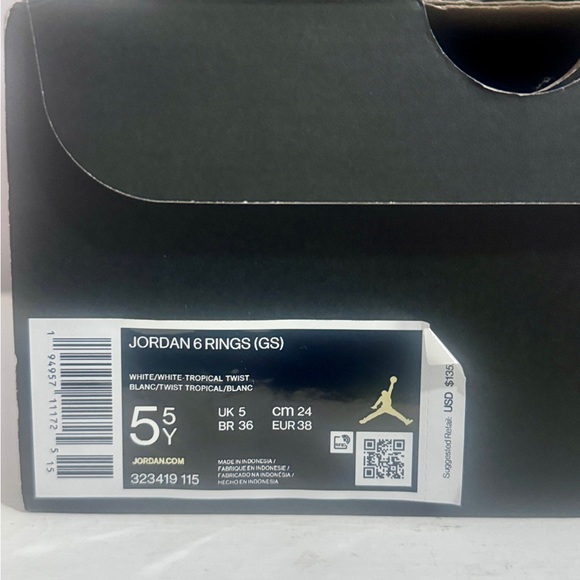 JORDAN 6 RINGS (GS)
WHITE/WHITE-TROPICAL TWIST
BLANC/TWIST TROPICAL/BLANC
5 5Y
UK 5 cm 24
BR 36 EUR 38
JORDAN.COM
323419 115
MADE IN INDONESIA/
FABRIQUÉ EN INDONESIE/
FABRICADO NA INDONÉSIA/
HECHO EN INDONESIA
1 94957 11172 5 15
Suggested Retail: USD $135